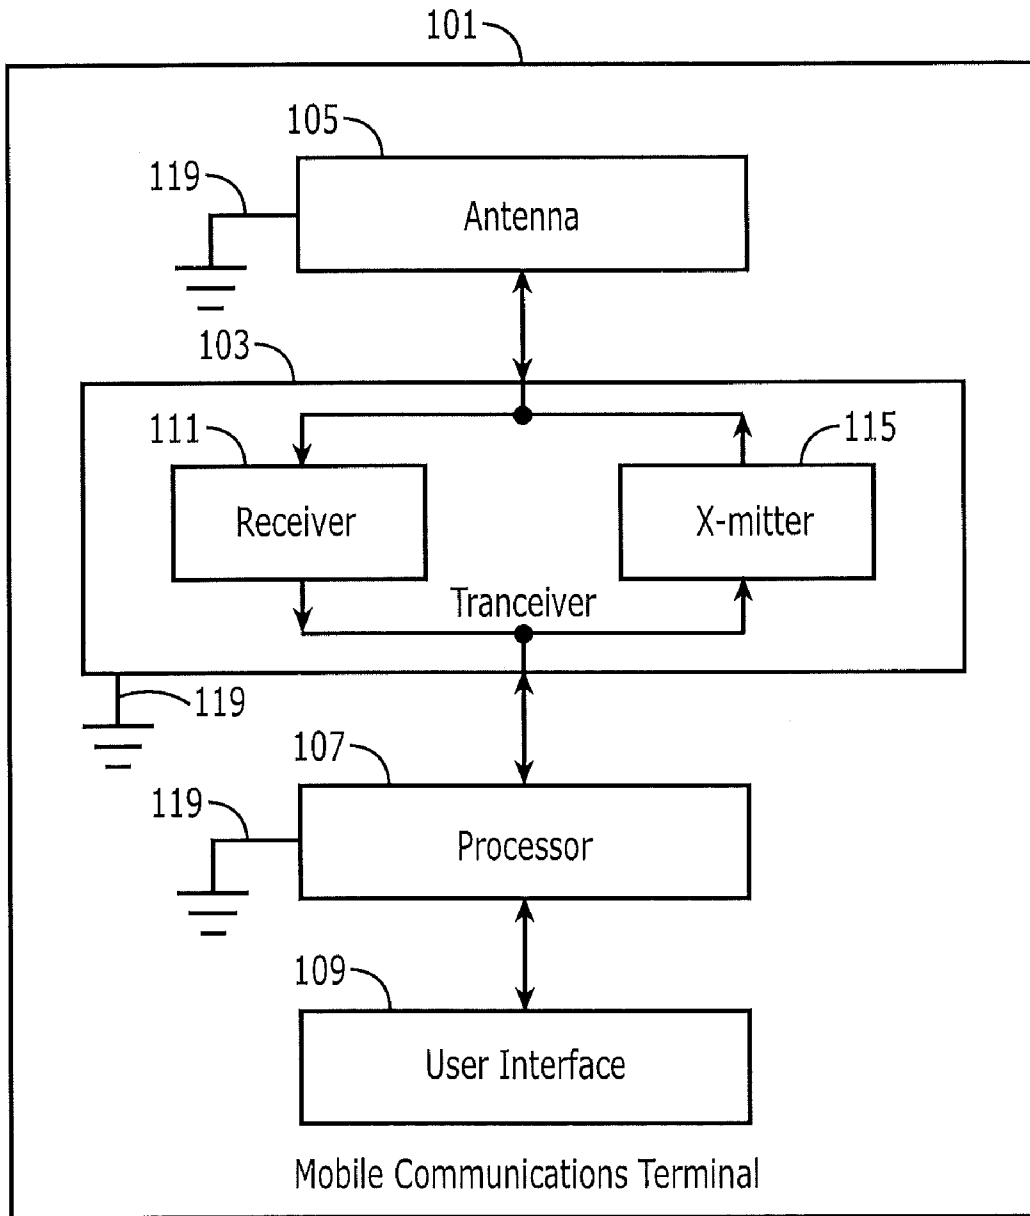 101
105
119
Antenna
103
111
115
Receiver
X-mitter
Tranceiver
119
107
119
Processor
109
User Interface
Mobile Communications Terminal